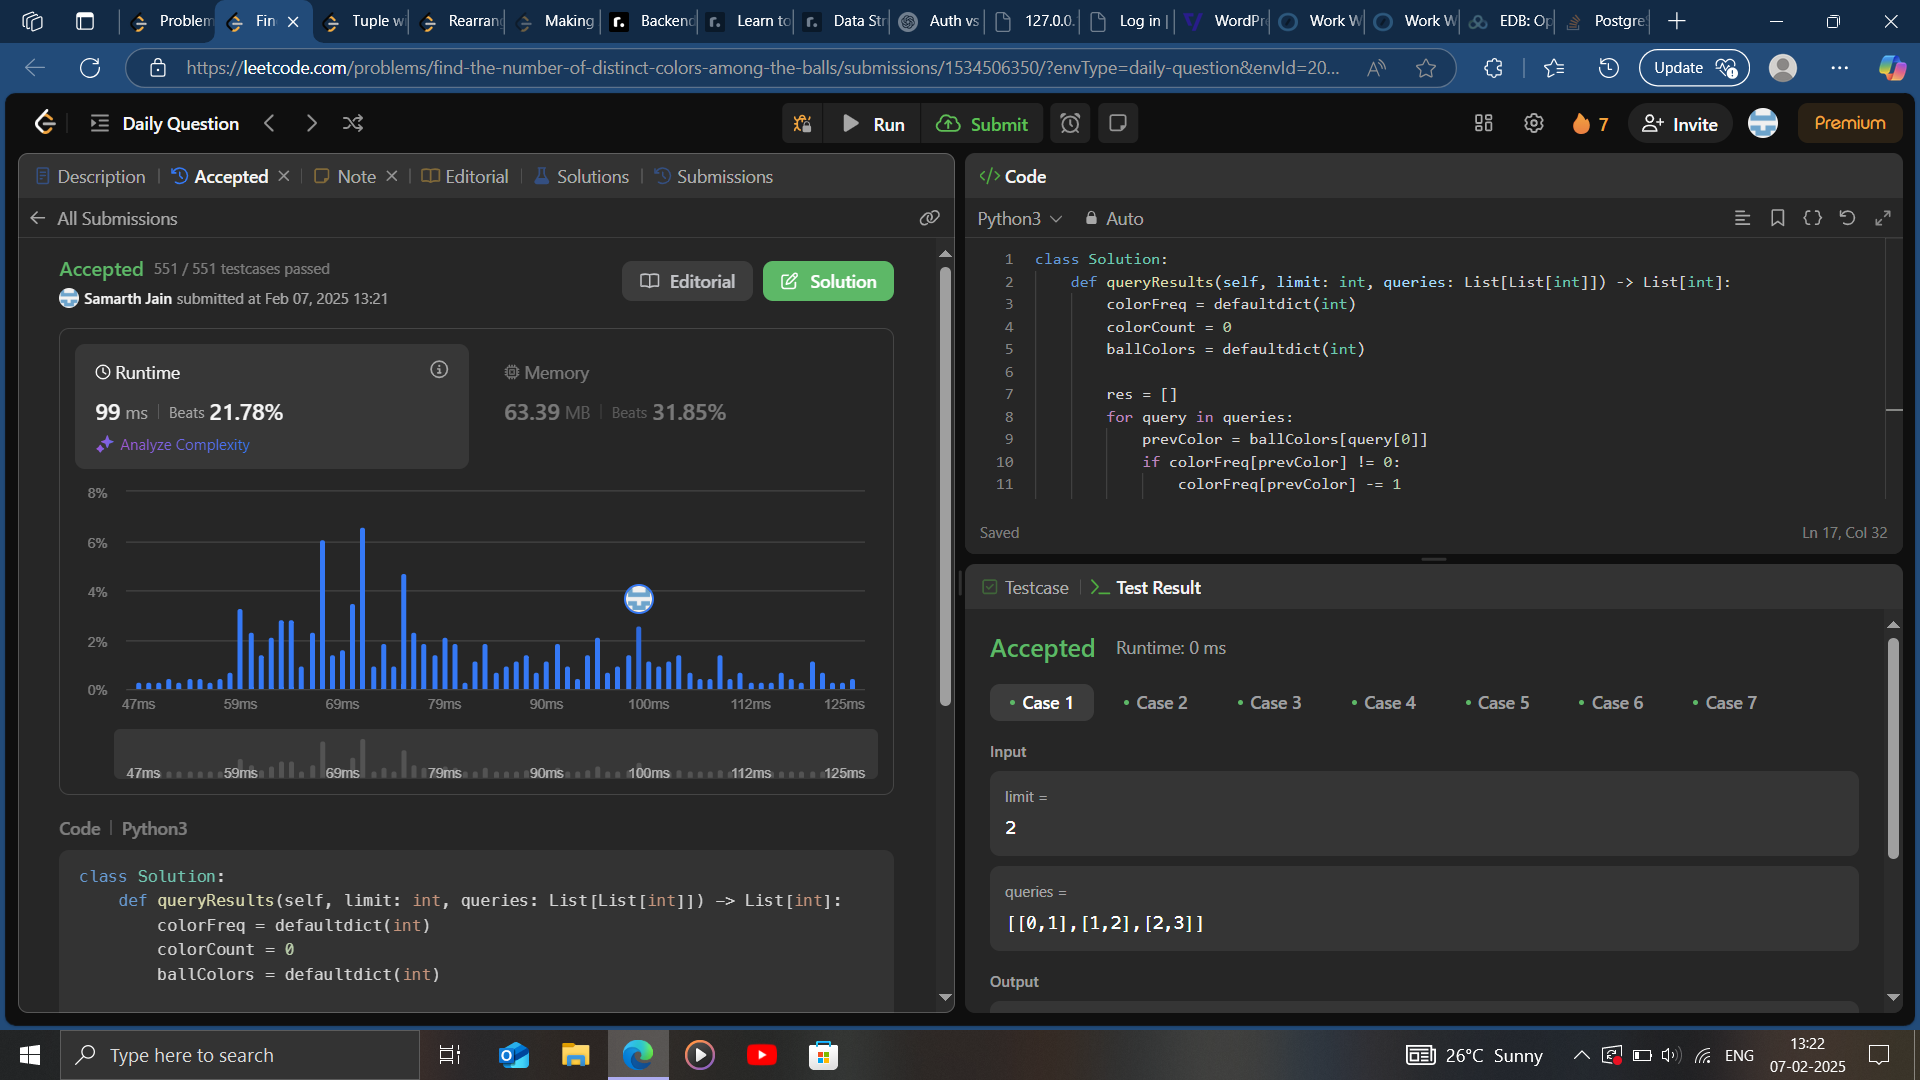 Problem
Fin
Tuple w
Rearran
Making
Backend
Learn to
Data Str
Auth vs
127.0.0.
Log in |
WordPre
Work W
Work W
EDB: Op
Postgre
https://leetcode.com/problems/find-the-number-of-distinct-colors-among-the-balls/submissions/1534506350/?envType=daily-question&envId=20...
Update
Daily Question
Run
Submit
7
Invite
Premium
Description
Accepted
Note
Editorial
Solutions
Submissions
All Submissions
Accepted 551 / 551 testcases passed
Samarth Jain submitted at Feb 07, 2025 13:21
Editorial
Solution
Runtime
99 ms | Beats 21.78%
Analyze Complexity
Memory
63.39 MB | Beats 31.85%
8%
6%
4%
2%
0%
47ms 59ms 69ms 79ms 90ms 100ms 112ms 125ms
47ms 59ms 69ms 79ms 90ms 100ms 112ms 125ms
Code | Python3
class Solution:
def queryResults(self, limit: int, queries: List[List[int]]) -> List[int]:
colorFreq = defaultdict(int)
colorCount = 0
ballColors = defaultdict(int)
</> Code
Python3
Auto
1 class Solution:
2 def queryResults(self, limit: int, queries: List[List[int]]) -> List[int]:
3 colorFreq = defaultdict(int)
4 colorCount = 0
5 ballColors = defaultdict(int)
6
7 res = []
8 for query in queries:
9 prevColor = ballColors[query[0]]
10 if colorFreq[prevColor] != 0:
11 colorFreq[prevColor] -= 1
Saved
Ln 17, Col 32
Testcase
Test Result
Accepted Runtime: 0 ms
Case 1
Case 2
Case 3
Case 4
Case 5
Case 6
Case 7
Input
limit =
2
queries =
[[0,1],[1,2],[2,3]]
Output
Type here to search
26°C Sunny
ENG
13:22
07-02-2025